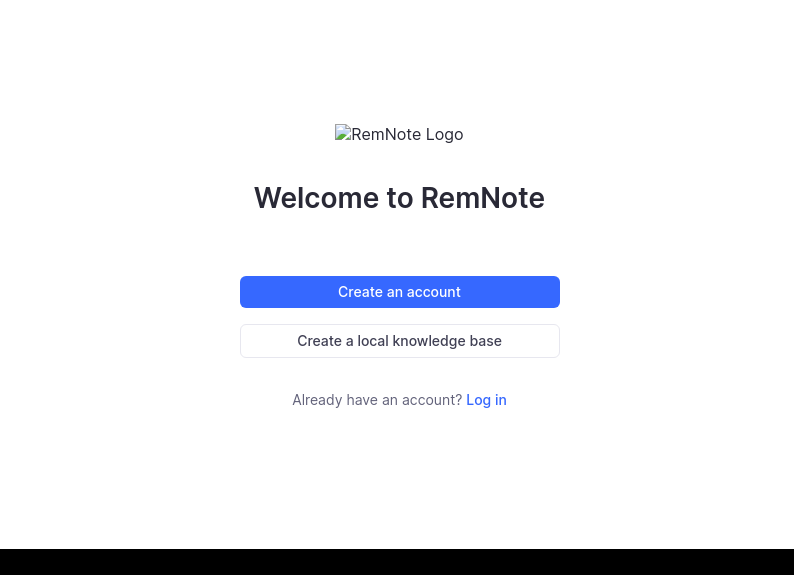 RemNote Logo
Welcome to RemNote
Create an account
Create a local knowledge base
Already have an account? Log in